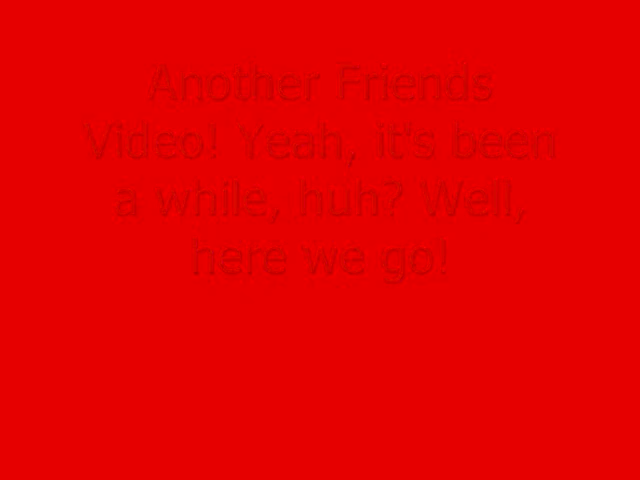 Another Friends
Video! Yeah, it's been
a while, huh? Well,
here we go!